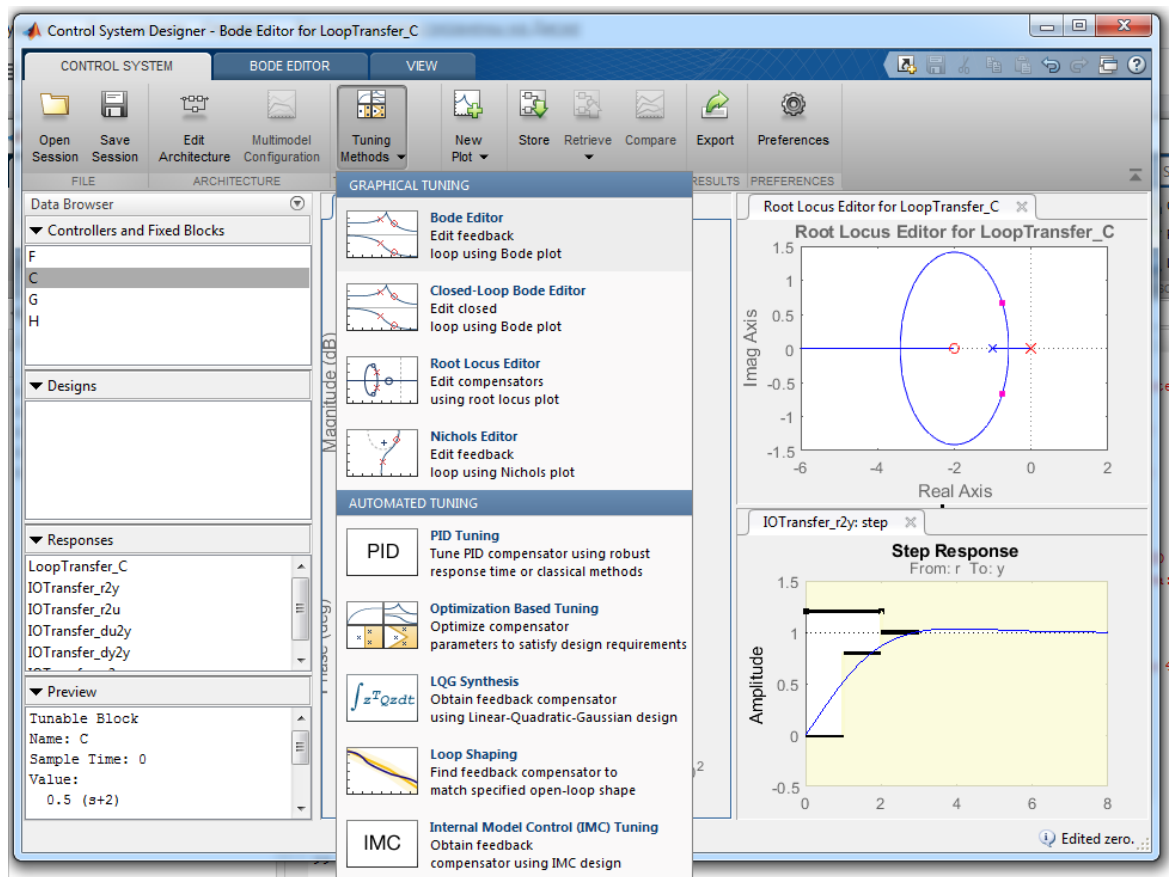 Control System Designer - Bode Editor for LoopTransfer_C
CONTROL SYSTEM
BODE EDITOR
VIEW
Open Session
Save Session
Edit Architecture
Multimodel Configuration
Tuning Methods
New Plot
Store
Retrieve
Compare
Export
Preferences
FILE
ARCHITECTURE
RESULTS
PREFERENCES
Data Browser
Controllers and Fixed Blocks
F
C
G
H
Designs
Responses
LoopTransfer_C
IOTransfer_r2y
IOTransfer_r2u
IOTransfer_du2y
IOTransfer_dy2y
Preview
Tunable Block
Name: C
Sample Time: 0
Value:
0.5 (s+2)
Magnitude (dB)
Phase (deg)
GRAPHICAL TUNING
Bode Editor
Edit feedback
loop using Bode plot
Closed-Loop Bode Editor
Edit closed
loop using Bode plot
Root Locus Editor
Edit compensators
using root locus plot
Nichols Editor
Edit feedback
loop using Nichols plot
AUTOMATED TUNING
PID
PID Tuning
Tune PID compensator using robust
response time or classical methods
Optimization Based Tuning
Optimize compensator
parameters to satisfy design requirements
∫zᵀQzdt
LQG Synthesis
Obtain feedback compensator
using Linear-Quadratic-Gaussian design
Loop Shaping
Find feedback compensator to
match specified open-loop shape
IMC
Internal Model Control (IMC) Tuning
Obtain feedback
compensator using IMC design
Root Locus Editor for LoopTransfer_C
Root Locus Editor for LoopTransfer_C
1.5
1
0.5
0
-0.5
-1
-1.5
Imag Axis
-6 -4 -2 0 2
Real Axis
IOTransfer_r2y: step
Step Response
From: r To: y
1.5
1
0.5
0
-0.5
Amplitude
0 2 4 6 8
Edited zero.